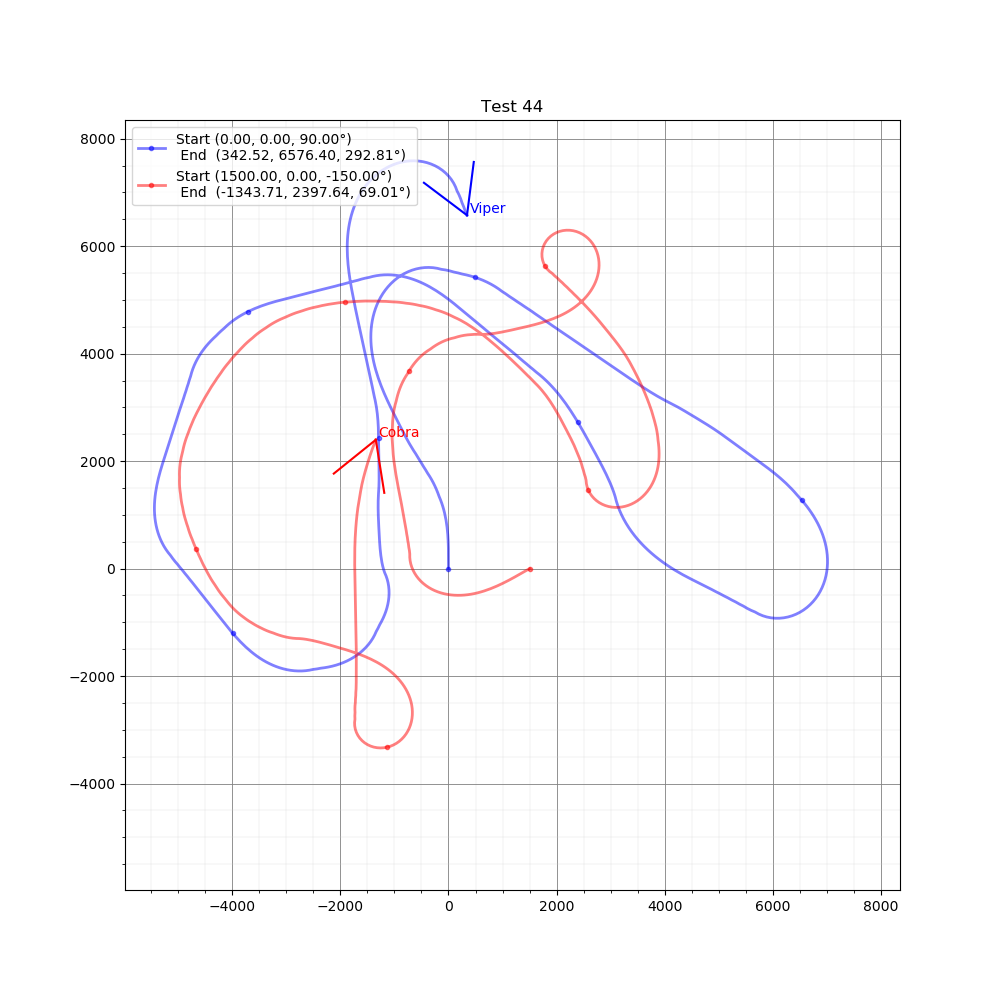 Test 44
Start (0.00, 0.00, 90.00°)
End (342.52, 6576.40, 292.81°)
Start (1500.00, 0.00, -150.00°)
End (-1343.71, 2397.64, 69.01°)
Viper
Cobra
8000
6000
4000
2000
0
−2000
−4000
−4000
−2000
0
2000
4000
6000
8000